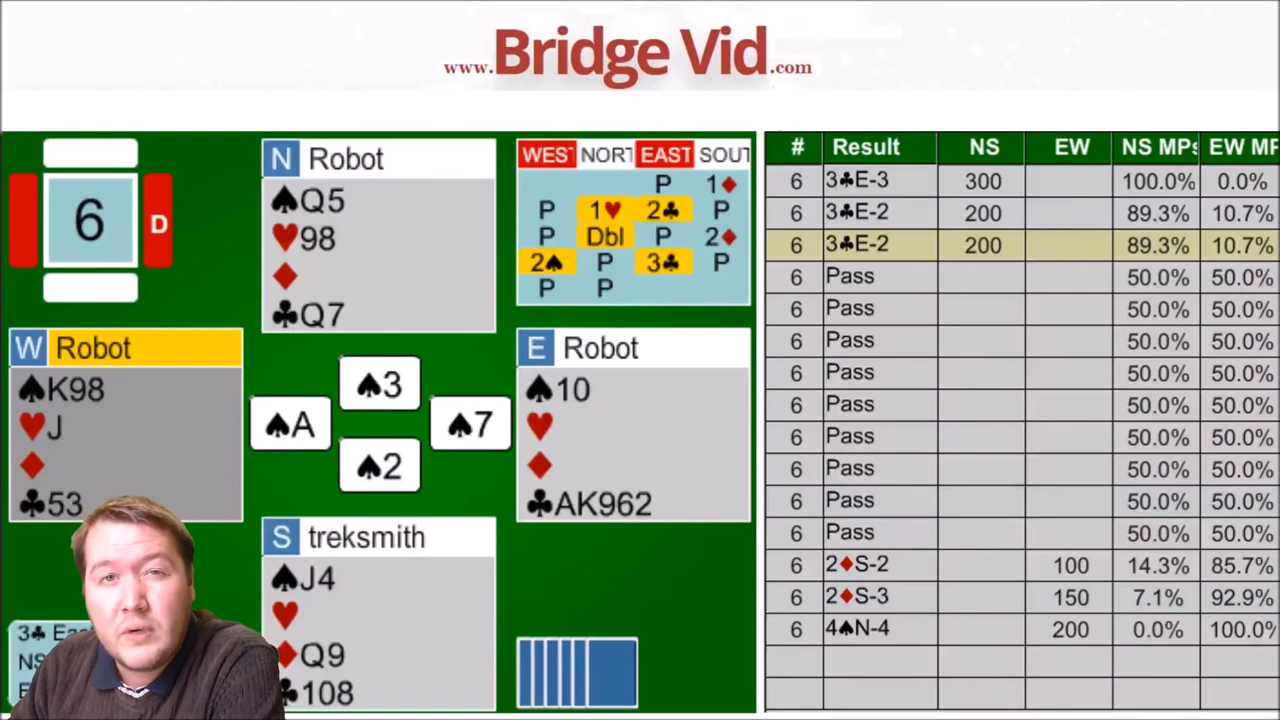 www.Bridge Vid.com
6
D
N Robot
♠Q5
♥98
♦
♣Q7
WEST NORT EAST SOUT
P 1♦
P 1♥ 2♣ P
P Dbl P 2♦
2♠ P 3♣ P
P P
W Robot
♠K98
♥J
♦
♣53
♠3
♠A
♠7
♠2
E Robot
♠10
♥
♦
♣AK962
S treksmith
♠J4
♥
♦Q9
♣108
3♣ Eas
NS
E
# Result NS EW NS MPs EW MP
6 3♣E-3 300 100.0% 0.0%
6 3♣E-2 200 89.3% 10.7%
6 3♣E-2 200 89.3% 10.7%
6 Pass 50.0% 50.0%
6 Pass 50.0% 50.0%
6 Pass 50.0% 50.0%
6 Pass 50.0% 50.0%
6 Pass 50.0% 50.0%
6 Pass 50.0% 50.0%
6 Pass 50.0% 50.0%
6 Pass 50.0% 50.0%
6 Pass 50.0% 50.0%
6 2♦S-2 100 14.3% 85.7%
6 2♦S-3 150 7.1% 92.9%
6 4♠N-4 200 0.0% 100.0%